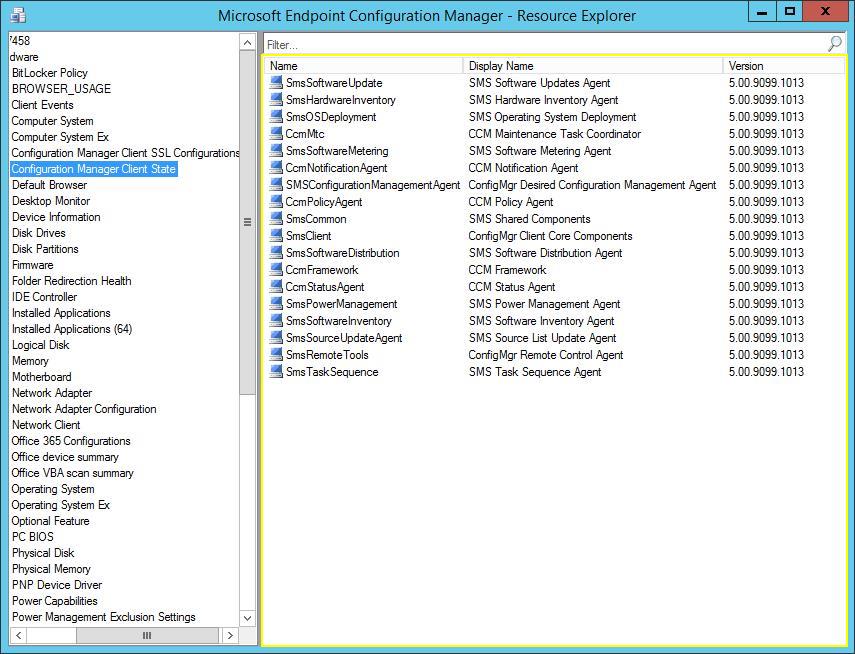 Microsoft Endpoint Configuration Manager - Resource Explorer
7458
dware
BitLocker Policy
BROWSER_USAGE
Client Events
Computer System
Computer System Ex
Configuration Manager Client SSL Configurations
Configuration Manager Client State
Default Browser
Desktop Monitor
Device Information
Disk Drives
Disk Partitions
Firmware
Folder Redirection Health
IDE Controller
Installed Applications
Installed Applications (64)
Logical Disk
Memory
Motherboard
Network Adapter
Network Adapter Configuration
Network Client
Office 365 Configurations
Office device summary
Office VBA scan summary
Operating System
Operating System Ex
Optional Feature
PC BIOS
Physical Disk
Physical Memory
PNP Device Driver
Power Capabilities
Power Management Exclusion Settings
Filter...
Name Display Name Version
SmsSoftwareUpdate SMS Software Updates Agent 5.00.9099.1013
SmsHardwareInventory SMS Hardware Inventory Agent 5.00.9099.1013
SmsOSDeployment SMS Operating System Deployment 5.00.9099.1013
CcmMtc CCM Maintenance Task Coordinator 5.00.9099.1013
SmsSoftwareMetering SMS Software Metering Agent 5.00.9099.1013
CcmNotificationAgent CCM Notification Agent 5.00.9099.1013
SMSConfigurationManagementAgent ConfigMgr Desired Configuration Management Agent 5.00.9099.1013
CcmPolicyAgent CCM Policy Agent 5.00.9099.1013
SmsCommon SMS Shared Components 5.00.9099.1013
SmsClient ConfigMgr Client Core Components 5.00.9099.1013
SmsSoftwareDistribution SMS Software Distribution Agent 5.00.9099.1013
CcmFramework CCM Framework 5.00.9099.1013
CcmStatusAgent CCM Status Agent 5.00.9099.1013
SmsPowerManagement SMS Power Management Agent 5.00.9099.1013
SmsSoftwareInventory SMS Software Inventory Agent 5.00.9099.1013
SmsSourceUpdateAgent SMS Source List Update Agent 5.00.9099.1013
SmsRemoteTools ConfigMgr Remote Control Agent 5.00.9099.1013
SmsTaskSequence SMS Task Sequence Agent 5.00.9099.1013